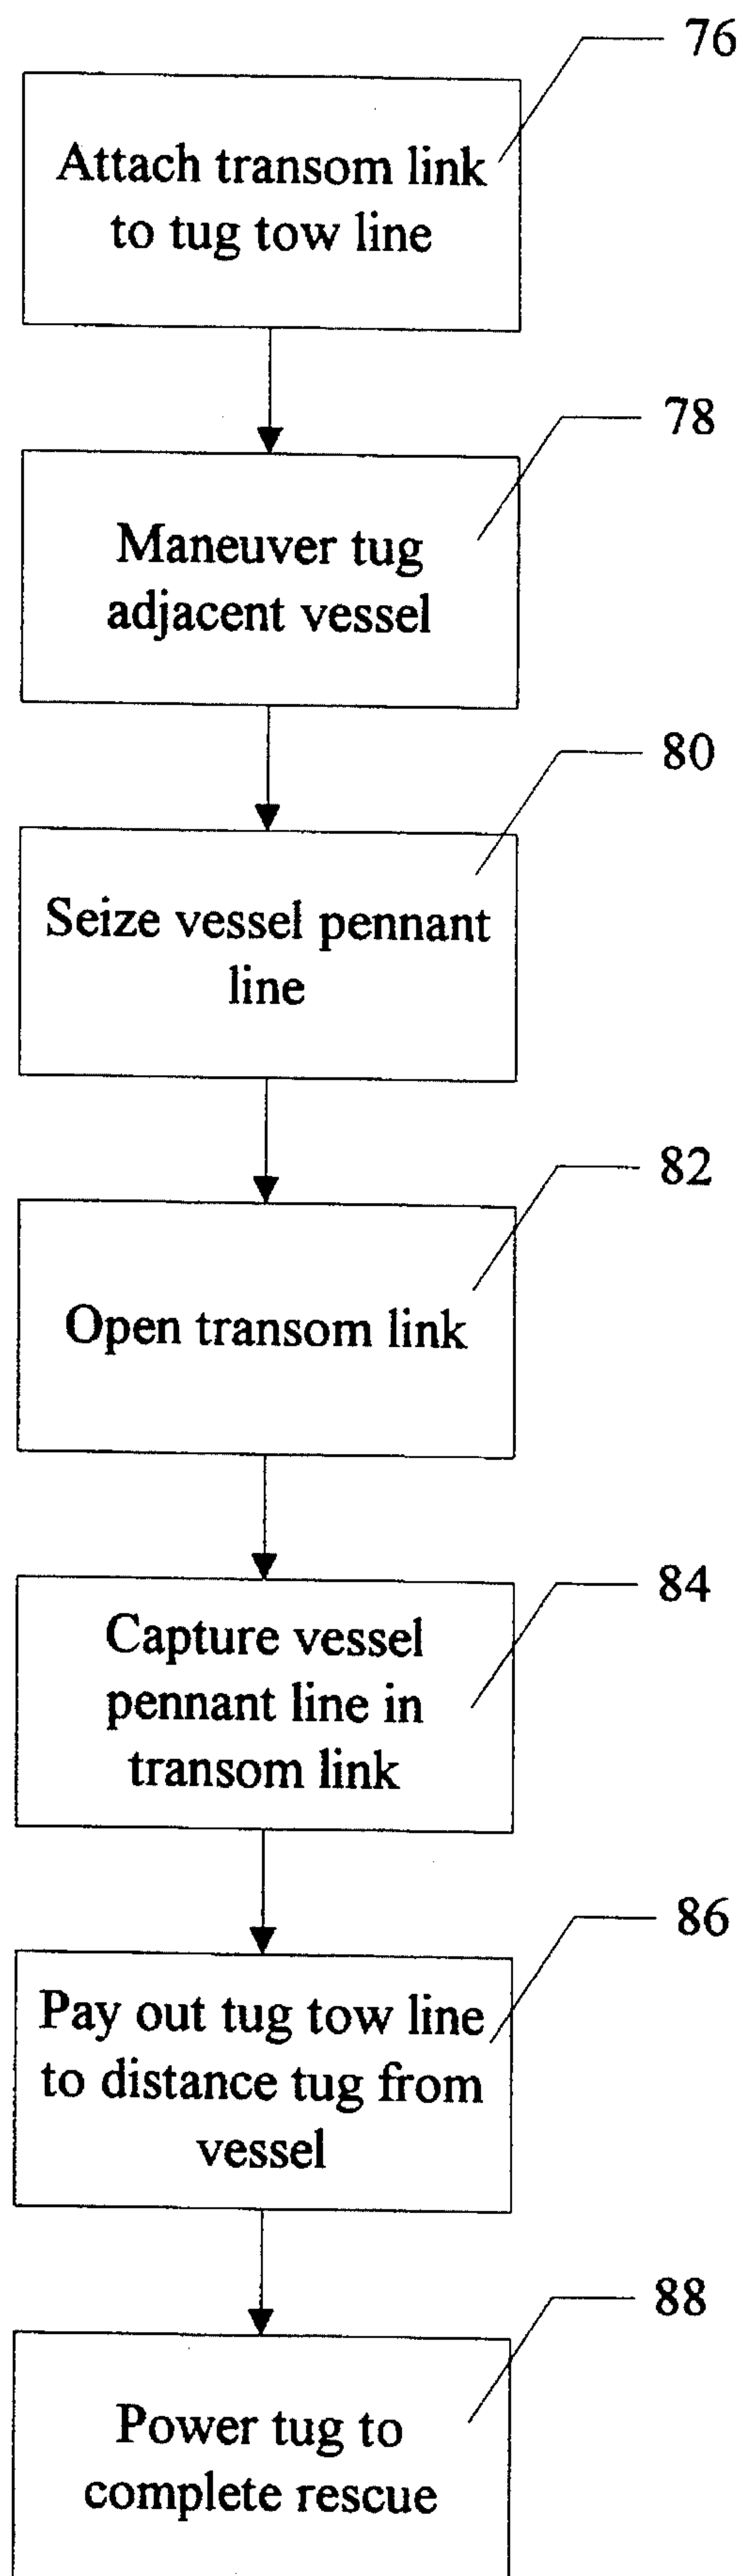 76
Attach transom link
to tug tow line
78
Maneuver tug
adjacent vessel
80
Seize vessel pennant
line
82
Open transom link
84
Capture vessel
pennant line in
transom link
86
Pay out tug tow line
to distance tug from
vessel
88
Power tug to
complete rescue